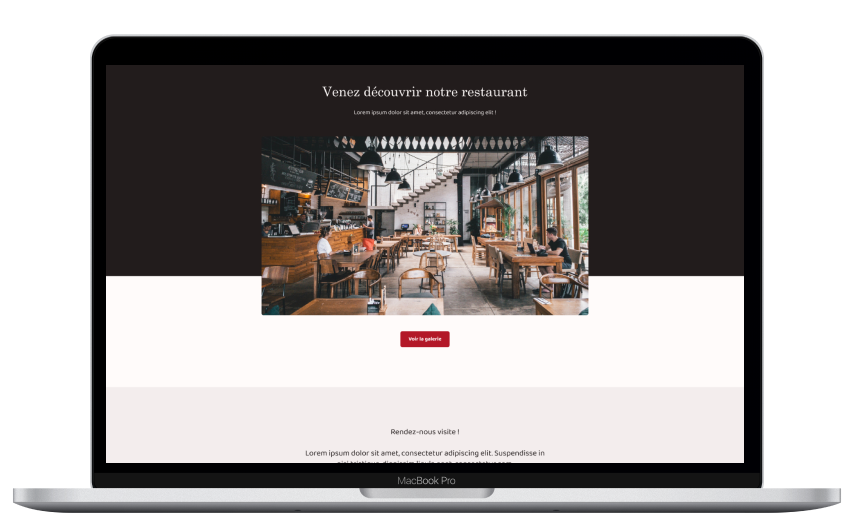 Venez découvrir notre restaurant
Lorem ipsum dolor sit amet, consectetur adipiscing elit !
Voir la galerie
Rendez-nous visite !
Lorem ipsum dolor sit amet, consectetur adipiscing elit. Suspendisse in
MacBook Pro